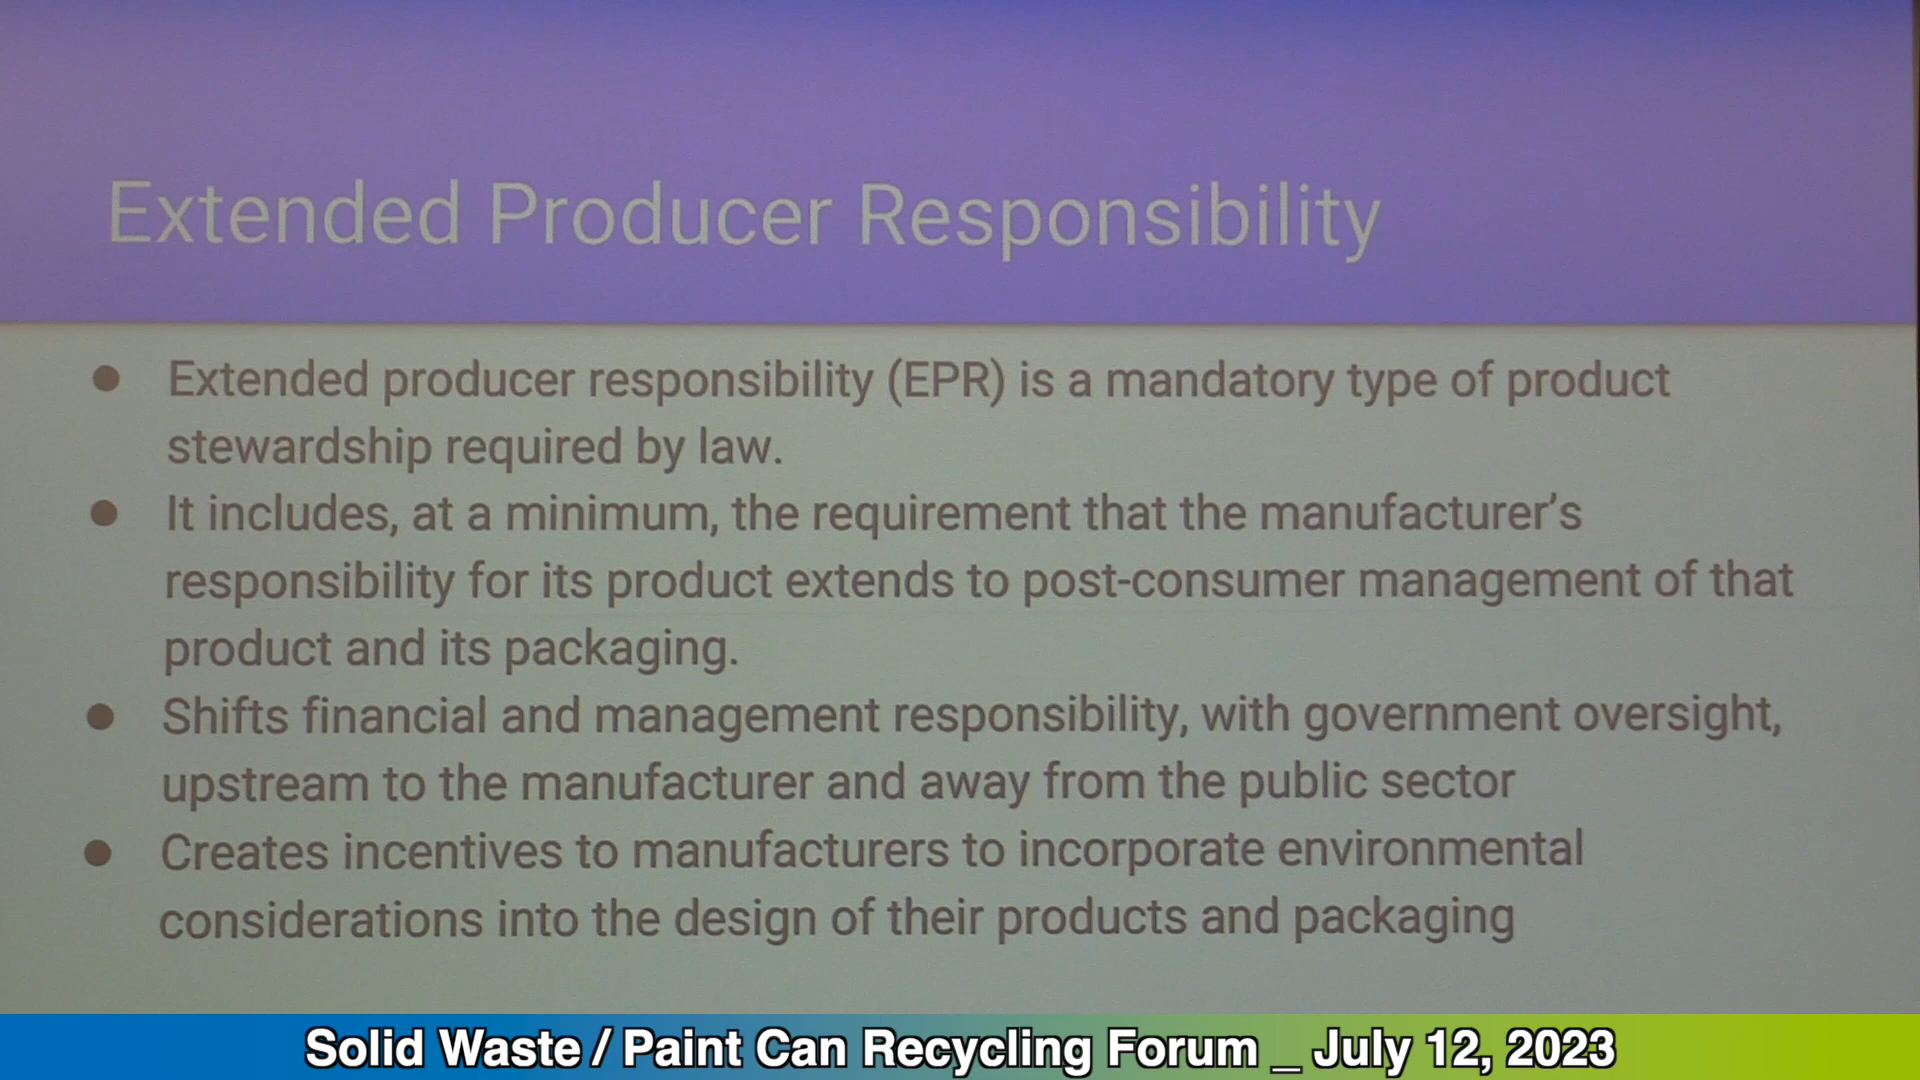 Extended Producer Responsibility
● Extended producer responsibility (EPR) is a mandatory type of product
stewardship required by law.
● It includes, at a minimum, the requirement that the manufacturer’s
responsibility for its product extends to post-consumer management of that
product and its packaging.
● Shifts financial and management responsibility, with government oversight,
upstream to the manufacturer and away from the public sector
● Creates incentives to manufacturers to incorporate environmental
considerations into the design of their products and packaging
Solid Waste / Paint Can Recycling Forum _ July 12, 2023